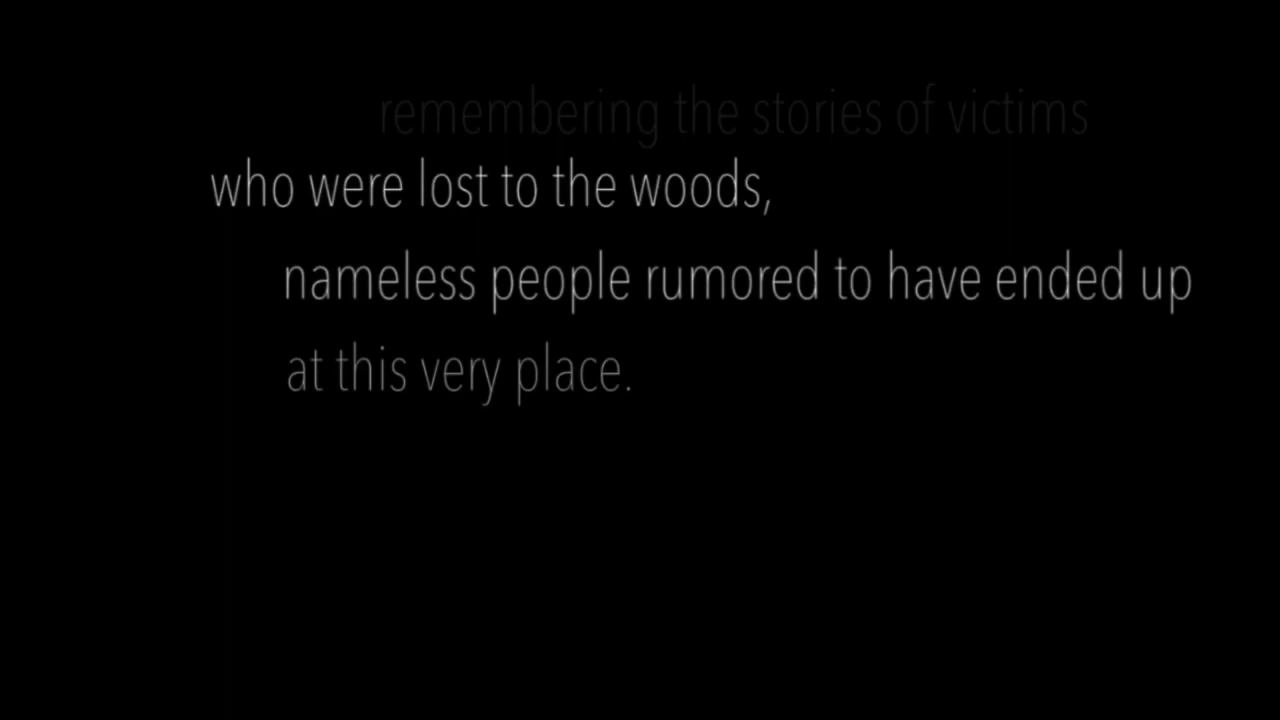 remembering the stories of victims
who were lost to the woods,
nameless people rumored to have ended up
at this very place.